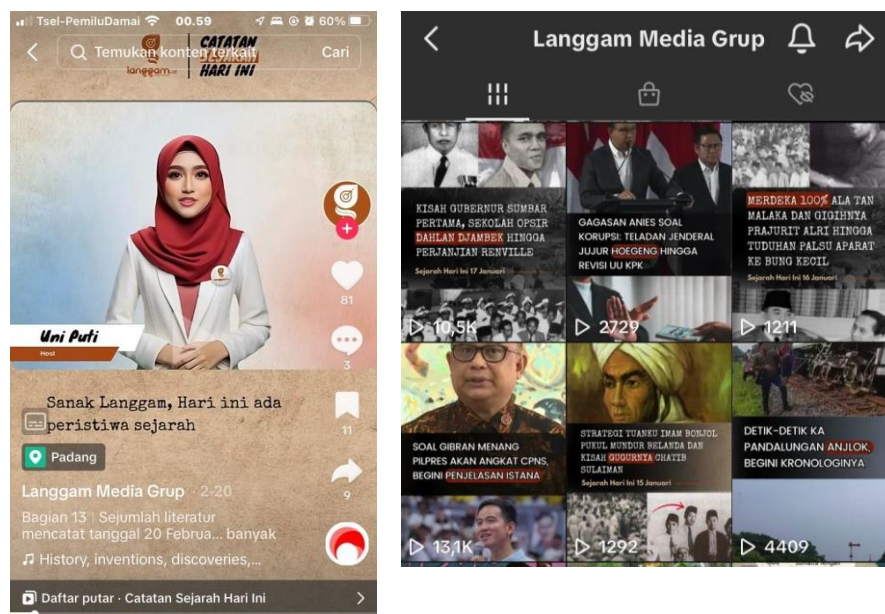 Tsel-PemiluDamai 00.59 60%
Temukan konten terkait Cari
langgam.id
CATATAN
SEJARAH
HARI INI
Uni Puti
Host
81
3
Sanak Langgam, Hari ini ada
peristiwa sejarah
11
Padang
9
Langgam Media Grup · 2-20
Bagian 13 | Sejumlah literatur
mencatat tanggal 20 Februa... banyak
History, inventions, discoveries,...
Daftar putar · Catatan Sejarah Hari Ini
Langgam Media Grup
KISAH GUBERNUR SUMBAR
PERTAMA, SEKOLAH OPSIR
DAHLAN DJAMBEK HINGGA
PERJANJIAN RENVILLE
Sejarah Hari Ini 17 Januari
10,5K
GAGASAN ANIES SOAL
KORUPSI: TELADAN JENDERAL
JUJUR HOEGENG HINGGA
REVISI UU KPK
2729
MERDEKA 100% ALA TAN
MALAKA DAN GIGIHNYA
PRAJURIT ALRI HINGGA
TUDUHAN PALSU APARAT
KE BUNG KECIL
Sejarah Hari Ini 16 Januari
1211
SOAL GIBRAN MENANG
PILPRES AKAN ANGKAT CPNS,
BEGINI PENJELASAN ISTANA
13,1K
STRATEGI TUANKU IMAM BONJOL
PUKUL MUNDUR BELANDA DAN
KISAH GUGURNYA CHATIB
SULAIMAN
Sejarah Hari Ini 15 Januari
1292
DETIK-DETIK KA
PANDALUNGAN ANJLOK,
BEGINI KRONOLOGINYA
4409